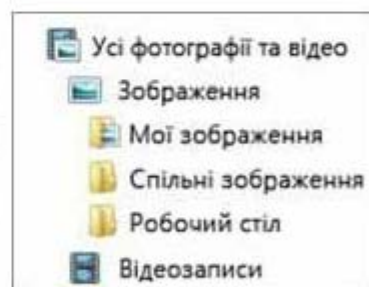 Усі фотографії та відео
Зображення
Мої зображення
Спільні зображення
Робочий стіл
Відеозаписи